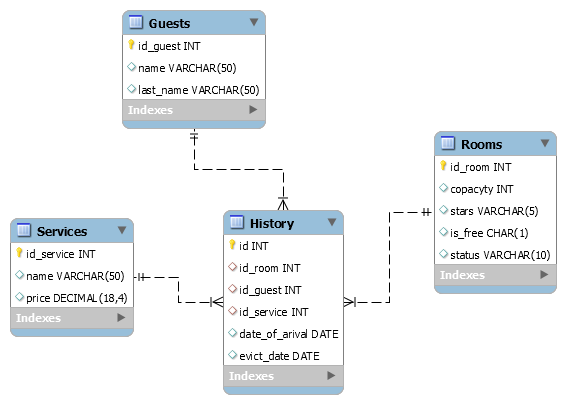 Guests
id_guest INT
name VARCHAR(50)
last_name VARCHAR(50)
Indexes
Rooms
id_room INT
copacyty INT
stars VARCHAR(5)
is_free CHAR(1)
status VARCHAR(10)
Indexes
Services
id_service INT
name VARCHAR(50)
price DECIMAL(18,4)
Indexes
History
id INT
id_room INT
id_guest INT
id_service INT
date_of_arival DATE
evict_date DATE
Indexes